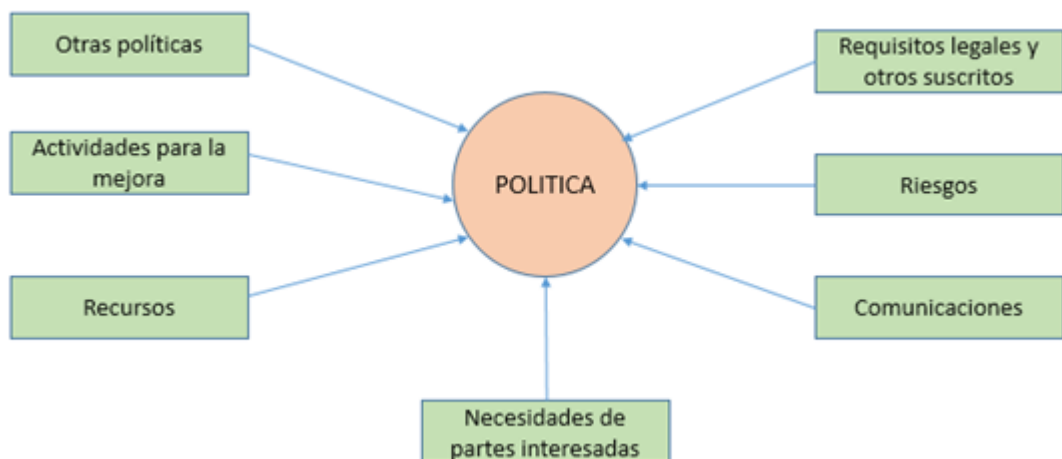 Otras políticas
Requisitos legales y
otros suscritos
Actividades para la
mejora
POLITICA
Riesgos
Recursos
Comunicaciones
Necesidades de
partes interesadas